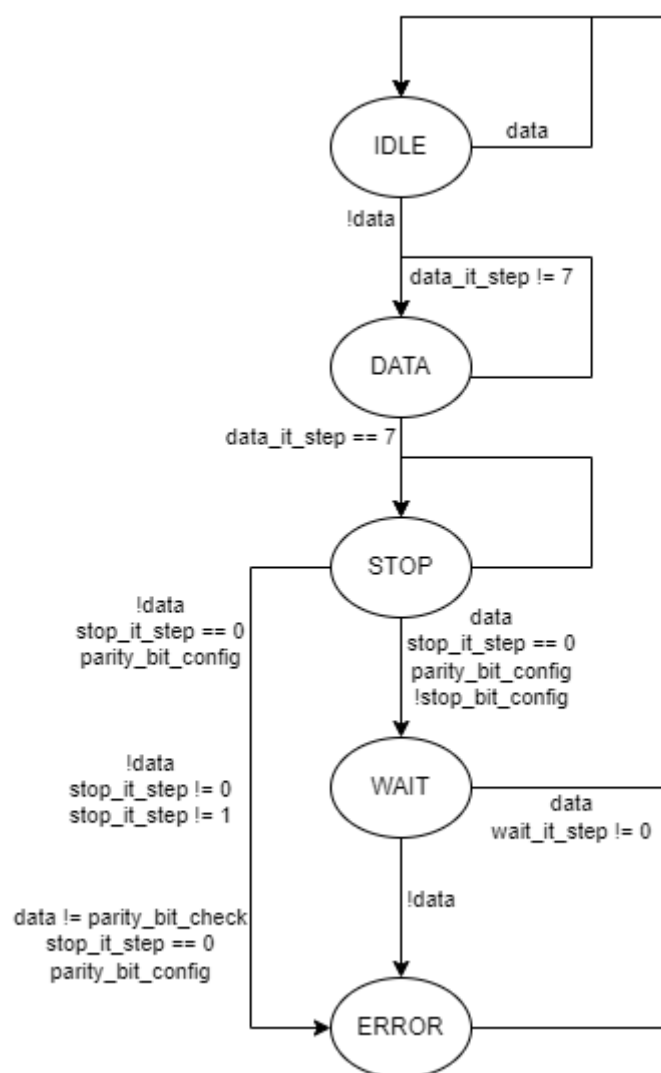 IDLE
data
!data
data_it_step != 7
DATA
data_it_step == 7
STOP
!data
stop_it_step == 0
parity_bit_config
data
stop_it_step == 0
parity_bit_config
!stop_bit_config
!data
stop_it_step != 0
stop_it_step != 1
WAIT
data
wait_it_step != 0
!data
data != parity_bit_check
stop_it_step == 0
parity_bit_config
ERROR